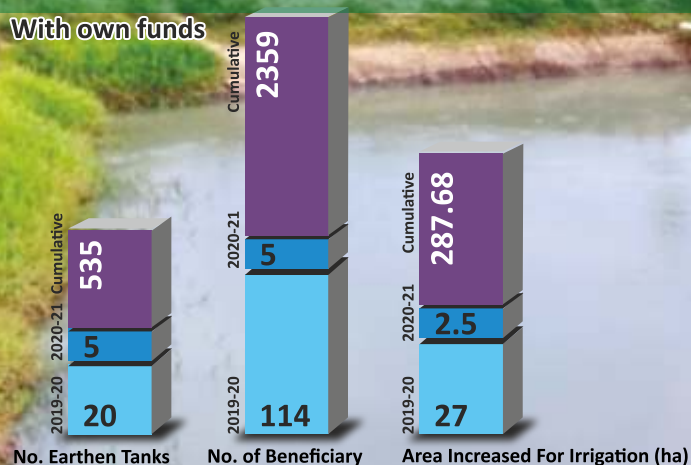 With own funds
Cumulative 535
2020-21 5
2019-20 20
No. Earthen Tanks
Cumulative 2359
2020-21 5
2019-20 114
No. of Beneficiary
Cumulative 287.68
2020-21 2.5
2019-20 27
Area Increased For Irrigation (ha)